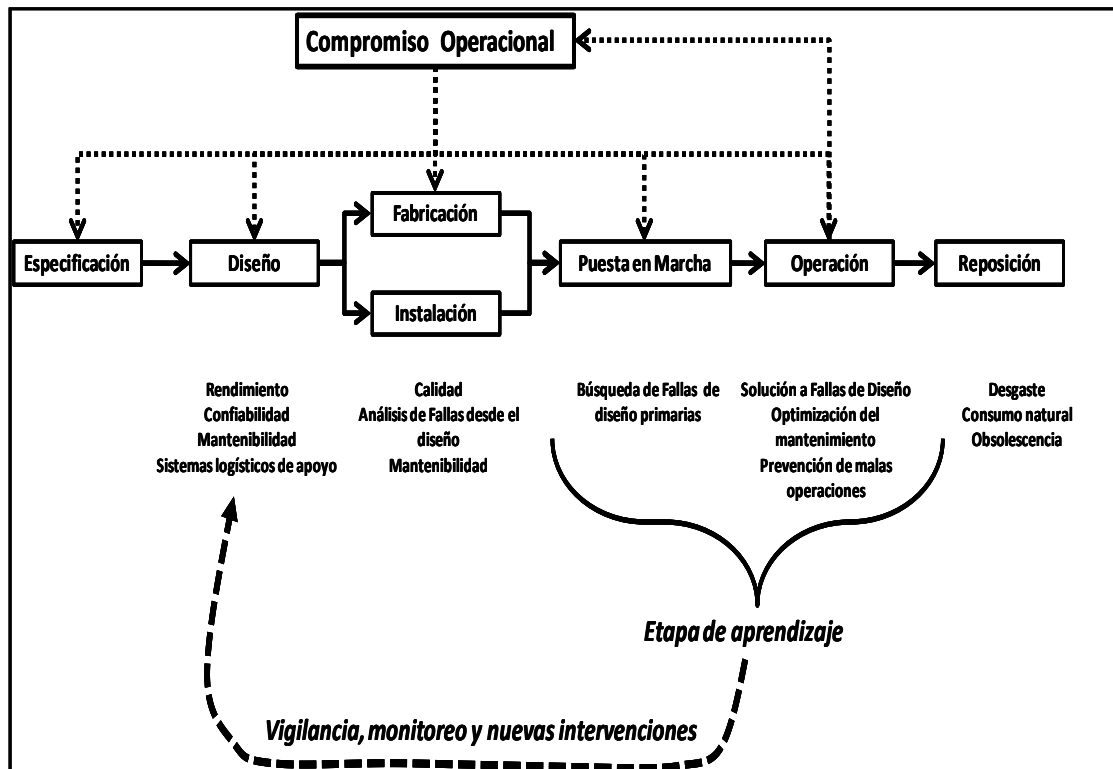 Compromiso Operacional
Fabricación
Especificación
Diseño
Puesta en Marcha
Operación
Reposición
Instalación
Rendimiento
Confiabilidad
Mantenibilidad
Sistemas logísticos de apoyo
Calidad
Análisis de Fallas desde el
diseño
Mantenibilidad
Búsqueda de Fallas de
diseño primarias
Solución a Fallas de Diseño
Optimización del
mantenimiento
Prevención de malas
operaciones
Desgaste
Consumo natural
Obsolescencia
Etapa de aprendizaje
Vigilancia, monitoreo y nuevas intervenciones